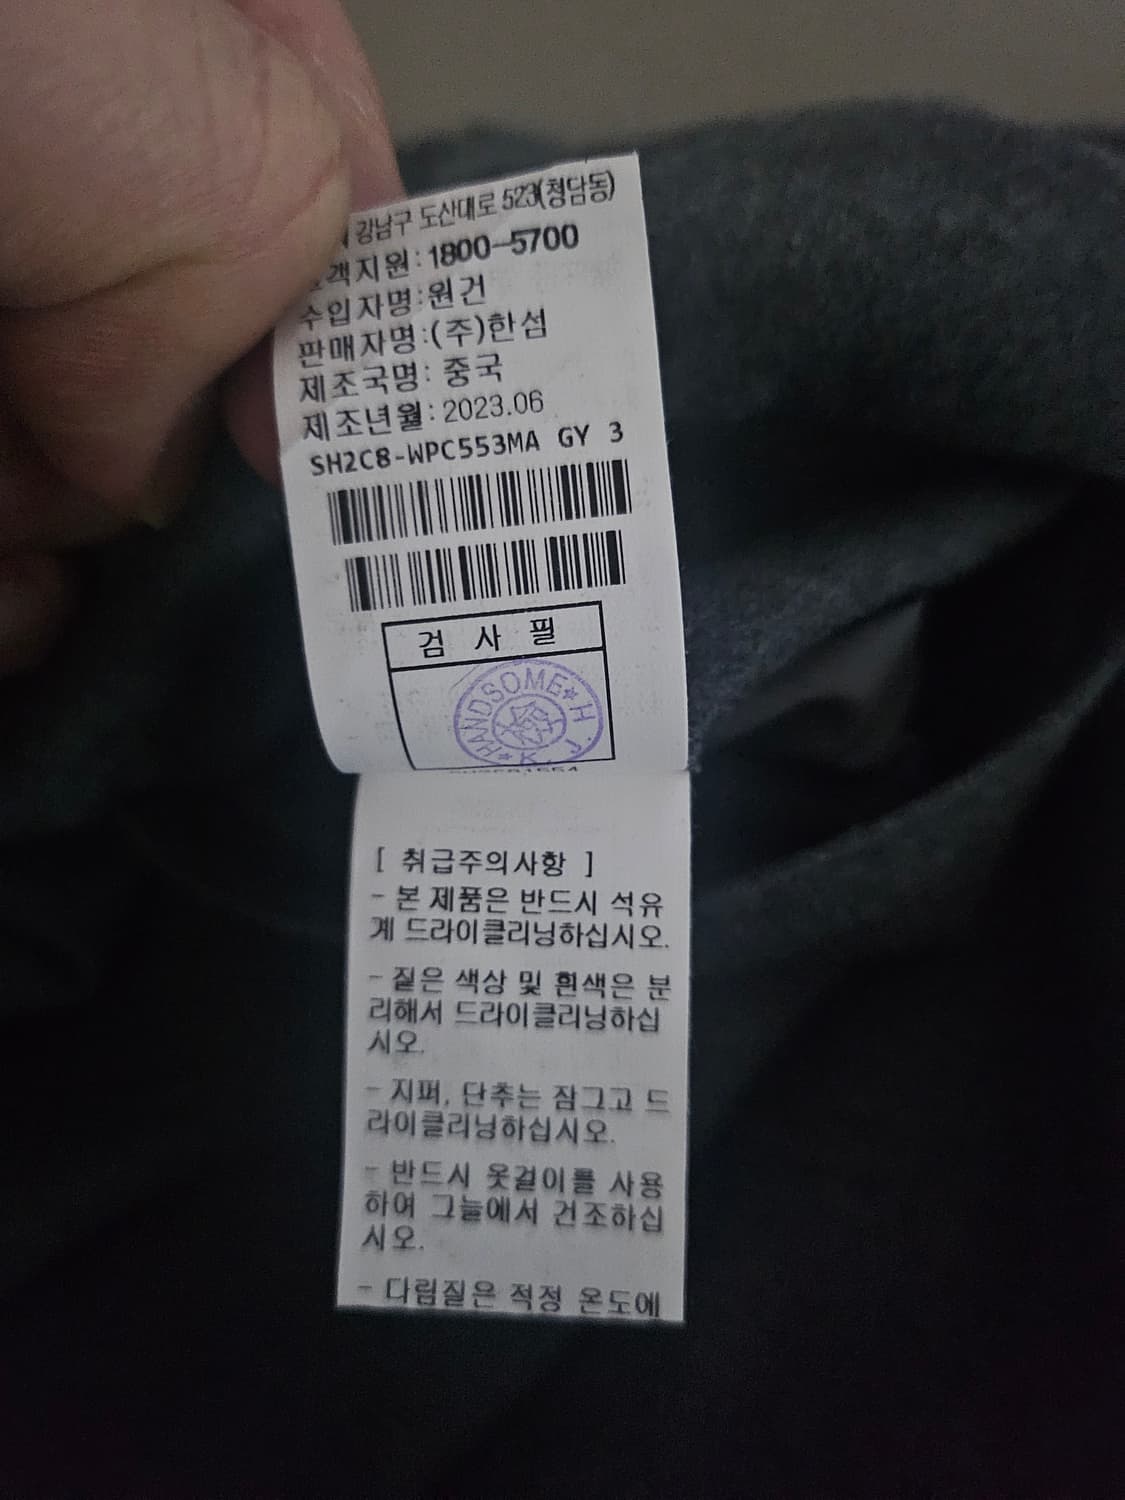 강남구 도산대로 523(청담동)
고객지원:1800-5700
수입자명:원건
판매자명:(주)한섬
제조국명: 중국
제조년월:2023.06
SH2C8-WPC553MA GY 3
검 사 필
HANDSOME★H.J.K★
[ 취급주의사항 ]
- 본 제품은 반드시 석유
계 드라이클리닝하십시오.
- 짙은 색상 및 흰색은 분
리해서 드라이클리닝하십
시오.
- 지퍼, 단추는 잠그고 드
라이클리닝하십시오.
- 반드시 옷걸이를 사용
하여 그늘에서 건조하십
시오.
- 다림질은 적정 온도에